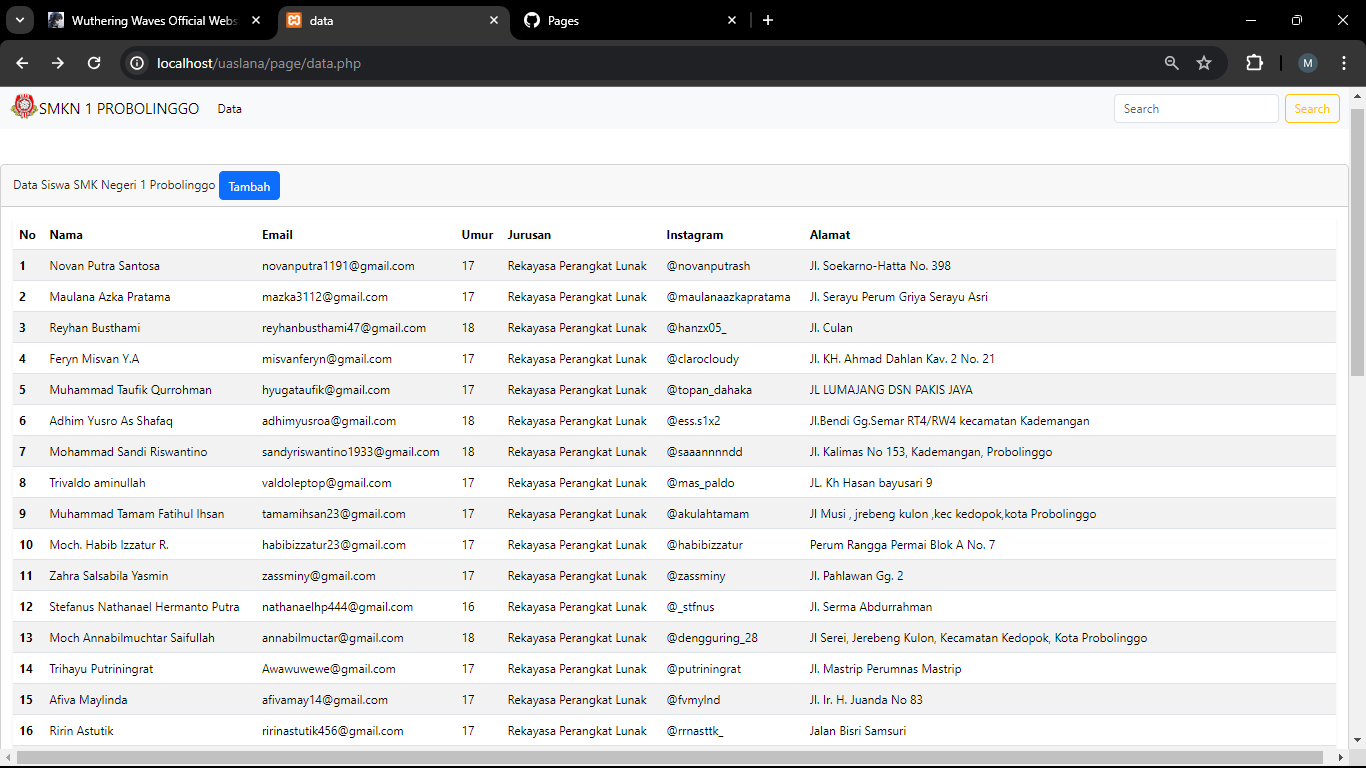 Wuthering Waves Official Webs
data
Pages
localhost/uaslana/page/data.php
M
SMKN 1 PROBOLINGGO Data Search Search
Data Siswa SMK Negeri 1 Probolinggo Tambah
No Nama Email Umur Jurusan Instagram Alamat
1 Novan Putra Santosa novanputra1191@gmail.com 17 Rekayasa Perangkat Lunak @novanputrash Jl. Soekarno-Hatta No. 398
2 Maulana Azka Pratama mazka3112@gmail.com 17 Rekayasa Perangkat Lunak @maulanaazkapratama Jl. Serayu Perum Griya Serayu Asri
3 Reyhan Busthami reyhanbusthami47@gmail.com 18 Rekayasa Perangkat Lunak @hanzx05_ Jl. Culan
4 Feryn Misvan Y.A misvanferyn@gmail.com 17 Rekayasa Perangkat Lunak @clarocloudy Jl. KH. Ahmad Dahlan Kav. 2 No. 21
5 Muhammad Taufik Qurrohman hyugataufik@gmail.com 17 Rekayasa Perangkat Lunak @topan_dahaka JL LUMAJANG DSN PAKIS JAYA
6 Adhim Yusro As Shafaq adhimyusroa@gmail.com 18 Rekayasa Perangkat Lunak @ess.s1x2 Jl.Bendi Gg.Semar RT4/RW4 kecamatan Kademangan
7 Mohammad Sandi Riswantino sandyriswantino1933@gmail.com 18 Rekayasa Perangkat Lunak @saaannnndd Jl. Kalimas No 153, Kademangan, Probolinggo
8 Trivaldo aminullah valdoleptop@gmail.com 17 Rekayasa Perangkat Lunak @mas_paldo JL. Kh Hasan bayusari 9
9 Muhammad Tamam Fatihul Ihsan tamamihsan23@gmail.com 17 Rekayasa Perangkat Lunak @akulahtamam Jl Musi , jrebeng kulon ,kec kedopok,kota Probolinggo
10 Moch. Habib Izzatur R. habibizzatur23@gmail.com 17 Rekayasa Perangkat Lunak @habibizzatur Perum Rangga Permai Blok A No. 7
11 Zahra Salsabila Yasmin zassminy@gmail.com 17 Rekayasa Perangkat Lunak @zassminy Jl. Pahlawan Gg. 2
12 Stefanus Nathanael Hermanto Putra nathanaelhp444@gmail.com 16 Rekayasa Perangkat Lunak @_stfnus Jl. Serma Abdurrahman
13 Moch Annabilmuchtar Saifullah annabilmuctar@gmail.com 18 Rekayasa Perangkat Lunak @dengguring_28 Jl Serei, Jerebeng Kulon, Kecamatan Kedopok, Kota Probolinggo
14 Trihayu Putriningrat Awawuwewe@gmail.com 17 Rekayasa Perangkat Lunak @putriningrat Jl. Mastrip Perumnas Mastrip
15 Afiva Maylinda afivamay14@gmail.com 17 Rekayasa Perangkat Lunak @fvmylnd Jl. Ir. H. Juanda No 83
16 Ririn Astutik ririnastutik456@gmail.com 17 Rekayasa Perangkat Lunak @rrnasttk_ Jalan Bisri Samsuri